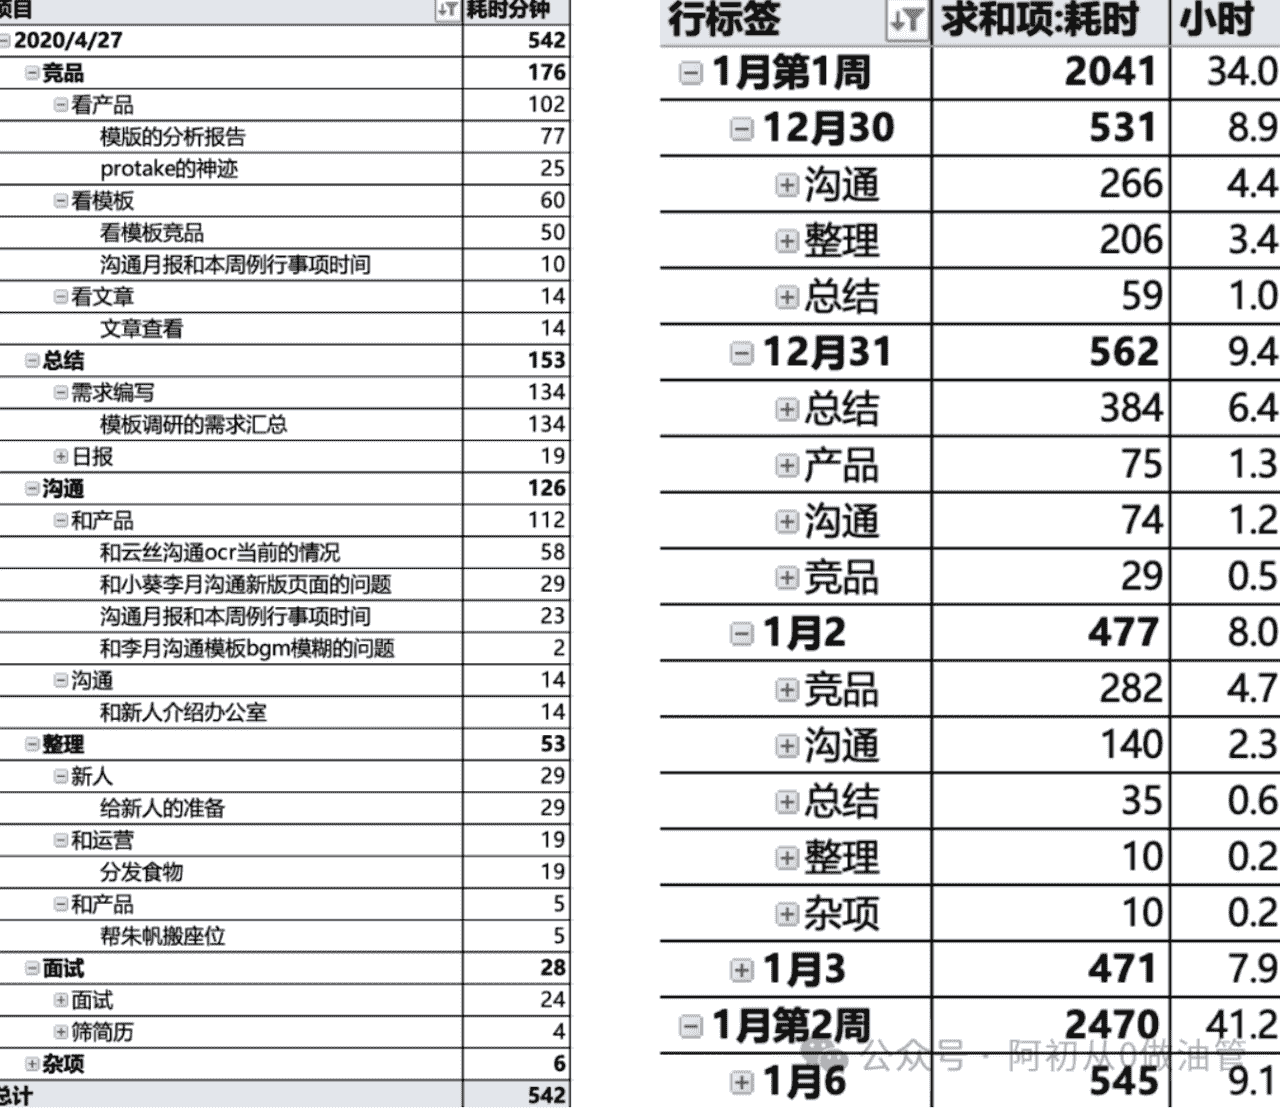 项目 耗时分钟
2020/4/27 542
竞品 176
看产品 102
模版的分析报告 77
protake的神迹 25
看模板 60
看模板竞品 50
沟通月报和本周例行事项时间 10
看文章 14
文章查看 14
总结 153
需求编写 134
模板调研的需求汇总 134
日报 19
沟通 126
和产品 112
和云丝沟通ocr当前的情况 58
和小葵李月沟通新版页面的问题 29
沟通月报和本周例行事项时间 23
和李月沟通模板bgm模糊的问题 2
沟通 14
和新人介绍办公室 14
整理 53
新人 29
给新人的准备 29
和运营 19
分发食物 19
和产品 5
帮朱帆搬座位 5
面试 28
面试 24
筛简历 4
杂项 6
总计 542
行标签 求和项:耗时 小时
1月第1周 2041 34.0
12月30 531 8.9
沟通 266 4.4
整理 206 3.4
总结 59 1.0
12月31 562 9.4
总结 384 6.4
产品 75 1.3
沟通 74 1.2
竞品 29 0.5
1月2 477 8.0
竞品 282 4.7
沟通 140 2.3
总结 35 0.6
整理 10 0.2
杂项 10 0.2
1月3 471 7.9
1月第2周 2470 41.2
1月6 545 9.1
公众号 · 阿初从0做油管